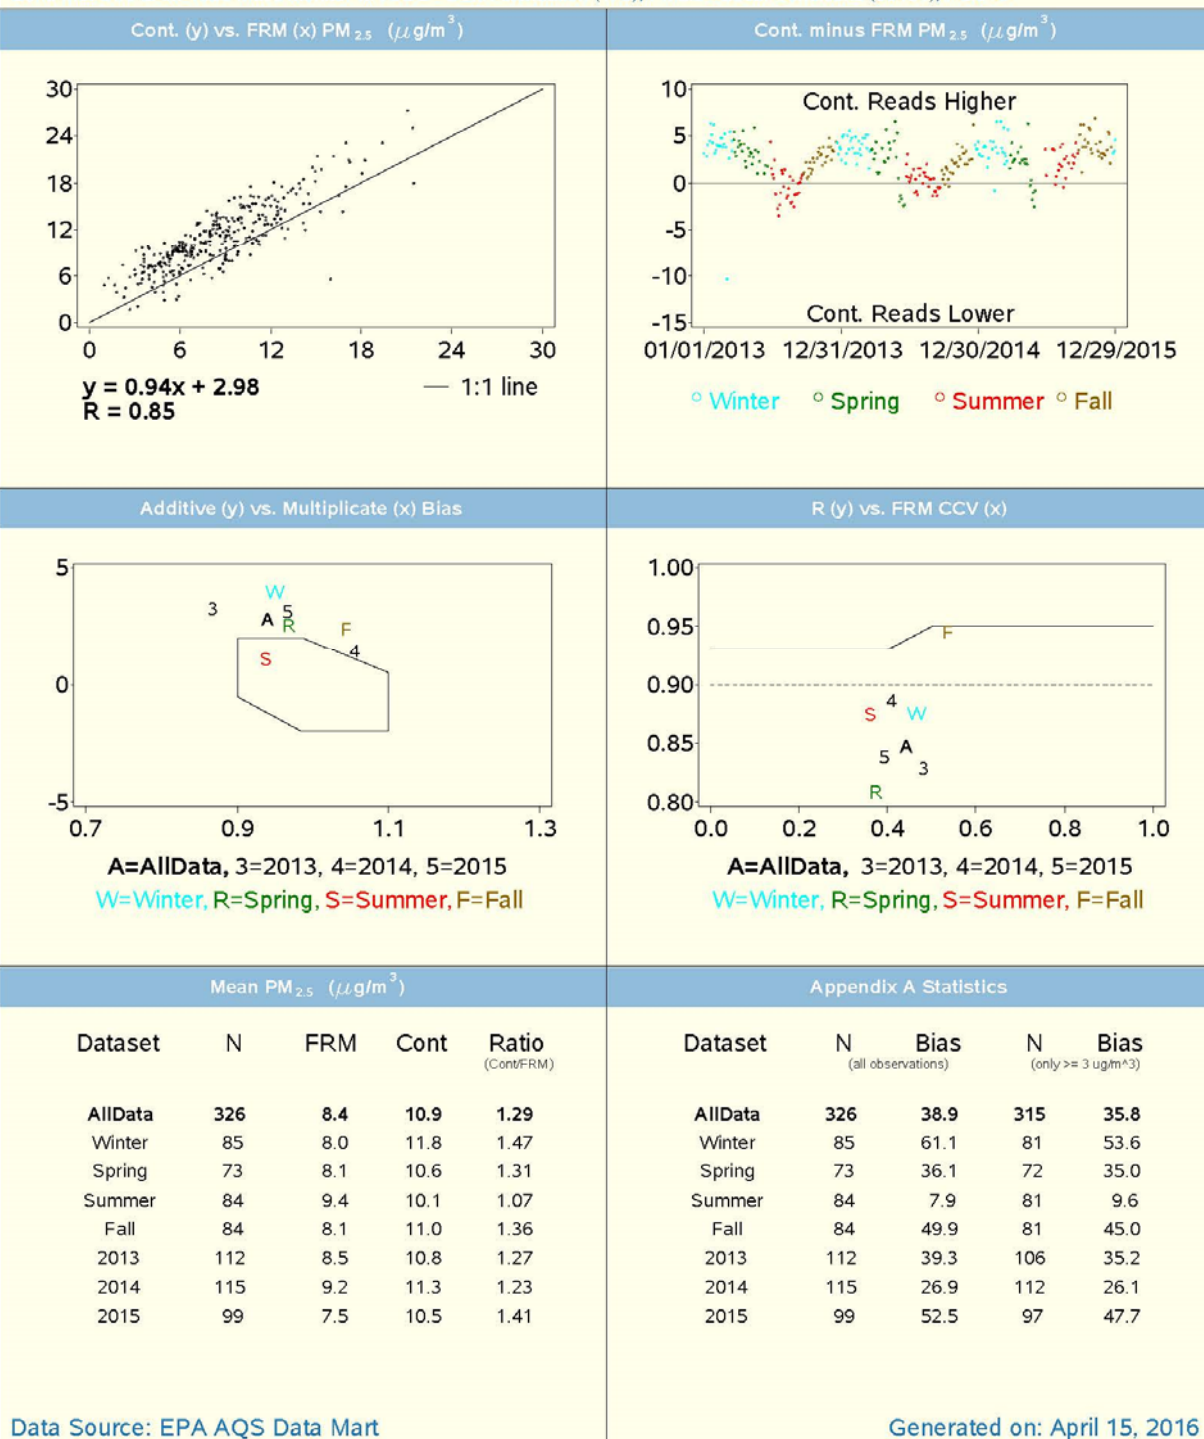 Cont. (y) vs. FRM (x) PM 2.5 (μg/m³)
30
24
18
12
6
0
0 6 12 18 24 30
y = 0.94x + 2.98
R = 0.85
1:1 line
Cont. minus FRM PM 2.5 (μg/m³)
10
5
0
-5
-10
-15
Cont. Reads Higher
Cont. Reads Lower
01/01/2013 12/31/2013 12/30/2014 12/29/2015
Winter Spring Summer Fall
Additive (y) vs. Multiplicate (x) Bias
5
0
-5
W
3
5
A
R
F
4
S
0.7 0.9 1.1 1.3
A=AllData, 3=2013, 4=2014, 5=2015
W=Winter, R=Spring, S=Summer, F=Fall
R (y) vs. FRM CCV (x)
1.00
0.95
0.90
0.85
0.80
F
4
S
W
A
5
3
R
0.0 0.2 0.4 0.6 0.8 1.0
A=AllData, 3=2013, 4=2014, 5=2015
W=Winter, R=Spring, S=Summer, F=Fall
Mean PM 2.5 (μg/m³)
Dataset N FRM Cont Ratio
(Cont/FRM)
AllData 326 8.4 10.9 1.29
Winter 85 8.0 11.8 1.47
Spring 73 8.1 10.6 1.31
Summer 84 9.4 10.1 1.07
Fall 84 8.1 11.0 1.36
2013 112 8.5 10.8 1.27
2014 115 9.2 11.3 1.23
2015 99 7.5 10.5 1.41
Appendix A Statistics
Dataset N Bias N Bias
(all observations) (only >= 3 ug/m^3)
AllData 326 38.9 315 35.8
Winter 85 61.1 81 53.6
Spring 73 36.1 72 35.0
Summer 84 7.9 81 9.6
Fall 84 49.9 81 45.0
2013 112 39.3 106 35.2
2014 115 26.9 112 26.1
2015 99 52.5 97 47.7
Data Source: EPA AQS Data Mart
Generated on: April 15, 2016